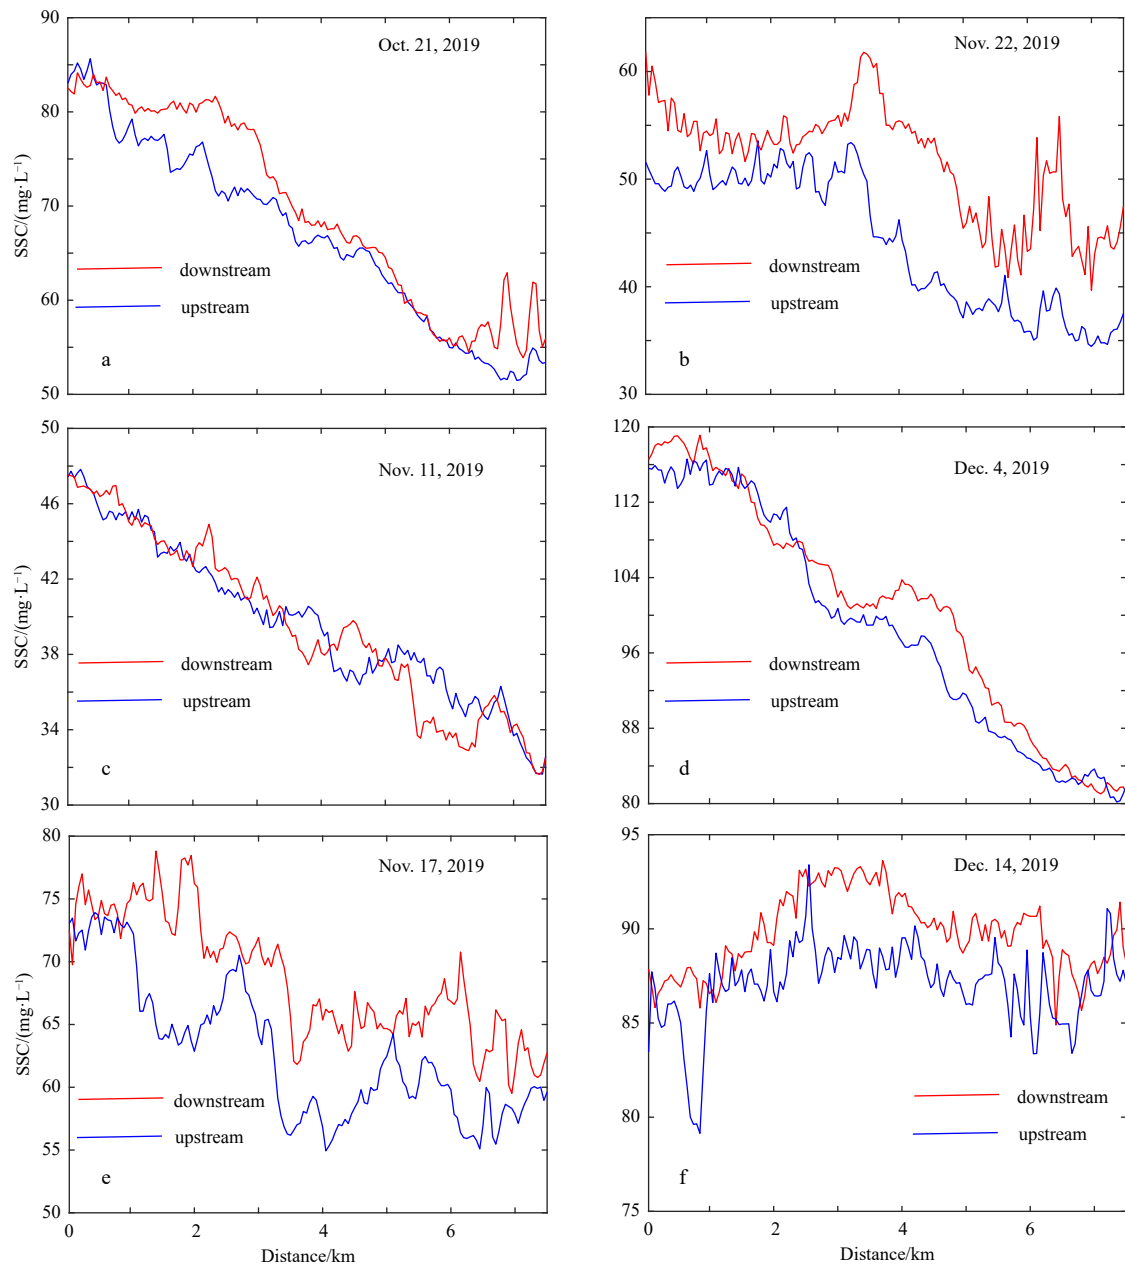 90
80
70
60
50
SSC/(mg·L⁻¹)
Oct. 21, 2019
downstream
upstream
a
60
50
40
30
Nov. 22, 2019
downstream
upstream
b
50
46
42
38
34
30
SSC/(mg·L⁻¹)
Nov. 11, 2019
downstream
upstream
c
120
112
104
96
88
80
Dec. 4, 2019
downstream
upstream
d
80
75
70
65
60
55
50
SSC/(mg·L⁻¹)
Nov. 17, 2019
downstream
upstream
e
0 2 4 6
Distance/km
95
90
85
80
75
Dec. 14, 2019
downstream
upstream
f
0 2 4 6
Distance/km